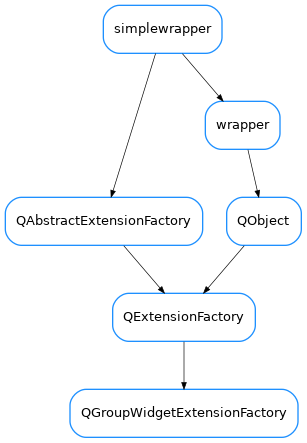 simplewrapper
wrapper
QAbstractExtensionFactory
QObject
QExtensionFactory
QGroupWidgetExtensionFactory